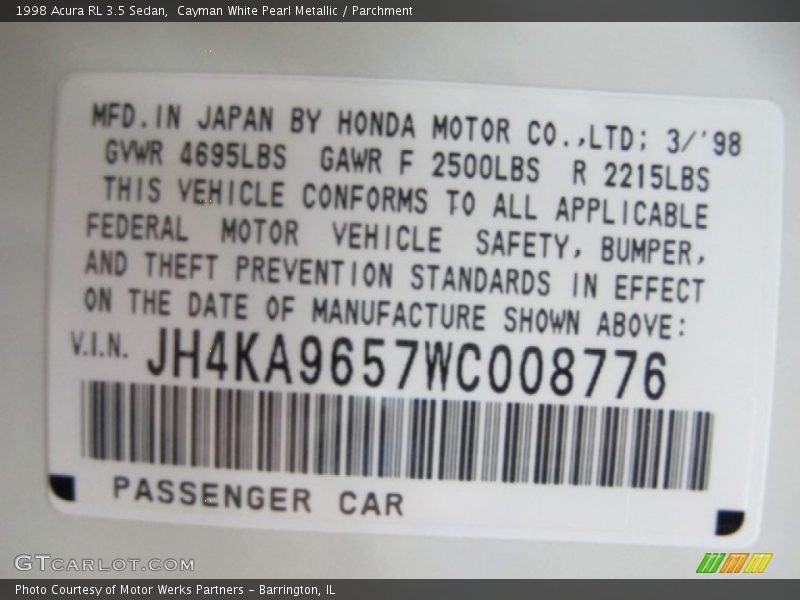 1998 Acura RL 3.5 Sedan,  Cayman White Pearl Metallic / Parchment
MFD.IN JAPAN BY HONDA MOTOR CO.,LTD; 3/'98
GVWR 4695LBS GAWR F 2500LBS R 2215LBS
THIS VEHICLE CONFORMS TO ALL APPLICABLE
FEDERAL MOTOR VEHICLE SAFETY, BUMPER,
AND THEFT PREVENTION STANDARDS IN EFFECT
ON THE DATE OF MANUFACTURE SHOWN ABOVE:
V.I.N. JH4KA9657WC008776
PASSENGER CAR
GTCARLOT.COM
Photo Courtesy of Motor Werks Partners - Barrington, IL